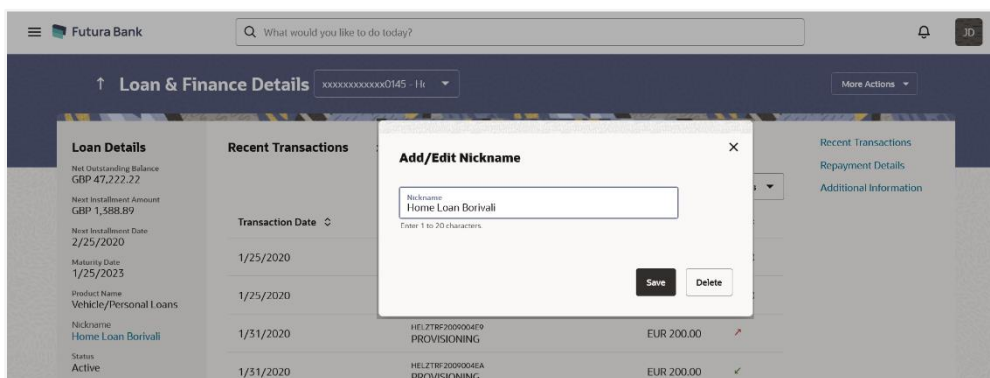 Futura Bank
What would you like to do today?
JD
Loan & Finance Details
xxxxxxxxxxxx0145 - Hc
More Actions
Loan Details
Net Outstanding Balance
GBP 47,222.22
Next Installment Amount
GBP 1,388.89
Next Installment Date
2/25/2020
Maturity Date
1/25/2023
Product Name
Vehicle/Personal Loans
Nickname
Home Loan Borivali
Status
Active
Recent Transactions
Transaction Date
1/25/2020
1/25/2020
1/31/2020
HELZTRF2009004E9
PROVISIONING
EUR 200.00
1/31/2020
HELZTRF2009004EA
PROVISIONING
EUR 200.00
Add/Edit Nickname
Nickname
Home Loan Borivali
Enter 1 to 20 characters.
Save
Delete
Recent Transactions
Repayment Details
Additional Information